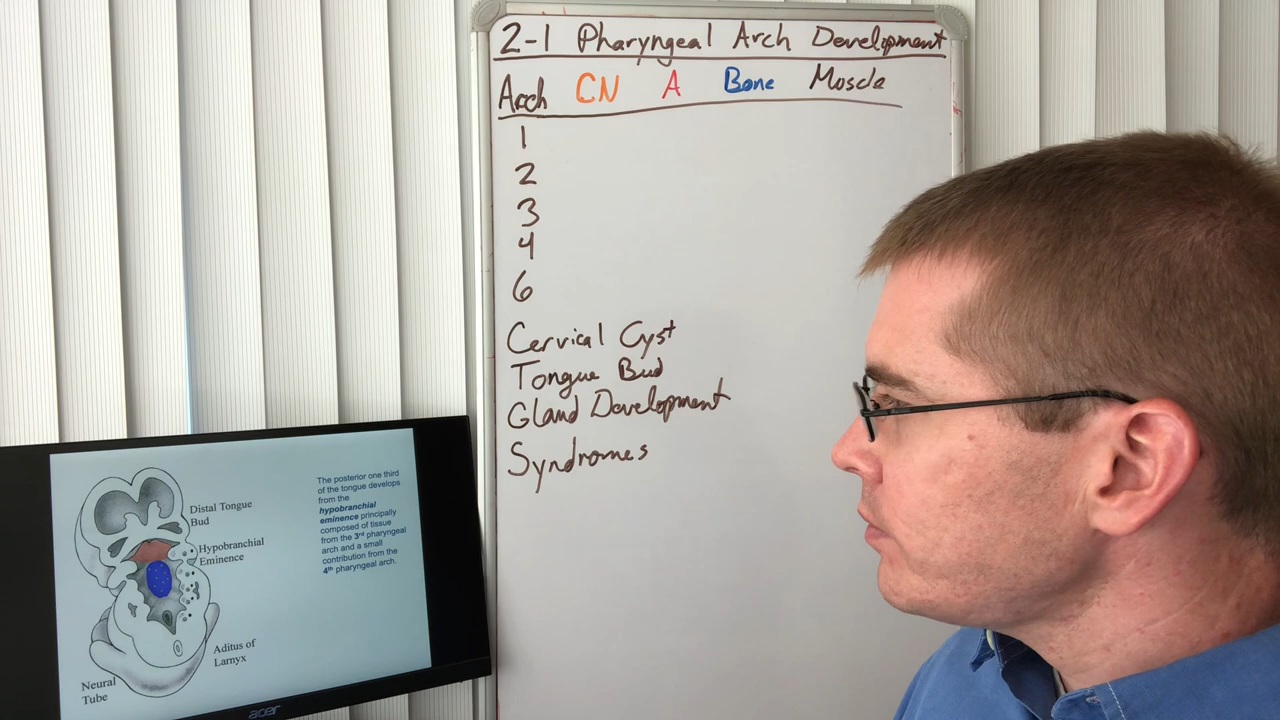 2-1 Pharyngeal Arch Development
Arch CN A Bone Muscle
1
2
3
4
6
Cervical Cyst
Tongue Bud
Gland Development
Syndromes
Distal Tongue
Bud
Hypobranchial
Eminence
Aditus of
Larnyx
Neural
Tube
The posterior one third
of the tongue develops
from the
hypobranchial
eminence principally
composed of tissue
from the 3rd pharyngeal
arch and a small
contribution from the
4th pharyngeal arch.
acer